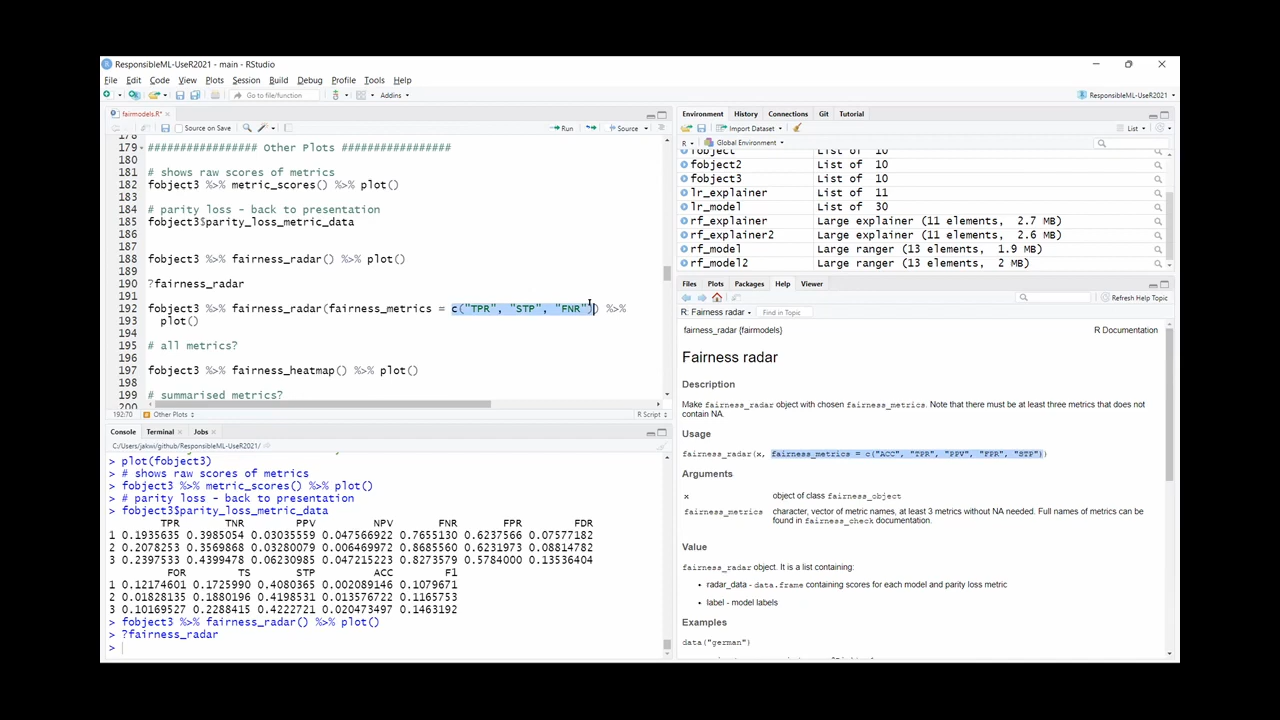 ResponsibleML-UseR2021 - main - RStudio
File Edit Code View Plots Session Build Debug Profile Tools Help
Go to file/function
Addins
ResponsibleML-UseR2021
fairmodels.R*
Source on Save
Run
Source
178
179 ################ Other Plots ################
180
181 # shows raw scores of metrics
182 fobject3 %>% metric_scores() %>% plot()
183
184 # parity loss - back to presentation
185 fobject3$parity_loss_metric_data
186
187
188 fobject3 %>% fairness_radar() %>% plot()
189
190 ?fairness_radar
191
192 fobject3 %>% fairness_radar(fairness_metrics = c("TPR", "STP", "FNR")) %>%
193 plot()
194
195 # all metrics?
196
197 fobject3 %>% fairness_heatmap() %>% plot()
198
199 # summarised metrics?
200
192:70 Other Plots
R Script
Console Terminal Jobs
C:/Users/jakwi/github/ResponsibleML-UseR2021/
> plot(fobject3)
> # shows raw scores of metrics
> fobject3 %>% metric_scores() %>% plot()
> # parity loss - back to presentation
> fobject3$parity_loss_metric_data
TPR TNR PPV NPV FNR FPR FDR
1 0.1935635 0.3985054 0.03035559 0.047566922 0.7655130 0.6237566 0.07577182
2 0.2078253 0.3569868 0.03280079 0.006469972 0.8685560 0.6231973 0.08814782
3 0.2397533 0.4399478 0.06230985 0.047215223 0.8273579 0.5784000 0.13536404
FOR TS STP ACC F1
1 0.12174601 0.1725990 0.4080365 0.002089146 0.1079671
2 0.01828135 0.1880196 0.4198531 0.013576722 0.1165753
3 0.10169527 0.2288415 0.4222721 0.020473497 0.1463192
> fobject3 %>% fairness_radar() %>% plot()
> ?fairness_radar
>
Environment History Connections Git Tutorial
Import Dataset
List
R Global Environment
fobject List of 10
fobject2 List of 10
fobject3 List of 10
lr_explainer List of 11
lr_model List of 30
rf_explainer Large explainer (11 elements, 2.7 MB)
rf_explainer2 Large explainer (11 elements, 2.6 MB)
rf_model Large ranger (13 elements, 1.9 MB)
rf_model2 Large ranger (13 elements, 2 MB)
Files Plots Packages Help Viewer
Refresh Help Topic
R: Fairness radar Find in Topic
fairness_radar {fairmodels} R Documentation
Fairness radar
Description
Make fairness_radar object with chosen fairness_metrics. Note that there must be at least three metrics that does not
contain NA.
Usage
fairness_radar(x, fairness_metrics = c("ACC", "TPR", "PPV", "FPR", "STP"))
Arguments
x object of class fairness_object
fairness_metrics character, vector of metric names, at least 3 metrics without NA needed. Full names of metrics can be
found in fairness_check documentation.
Value
fairness_radar object. It is a list containing:
• radar_data - data.frame containing scores for each model and parity loss metric
• label - model labels
Examples
data("german")